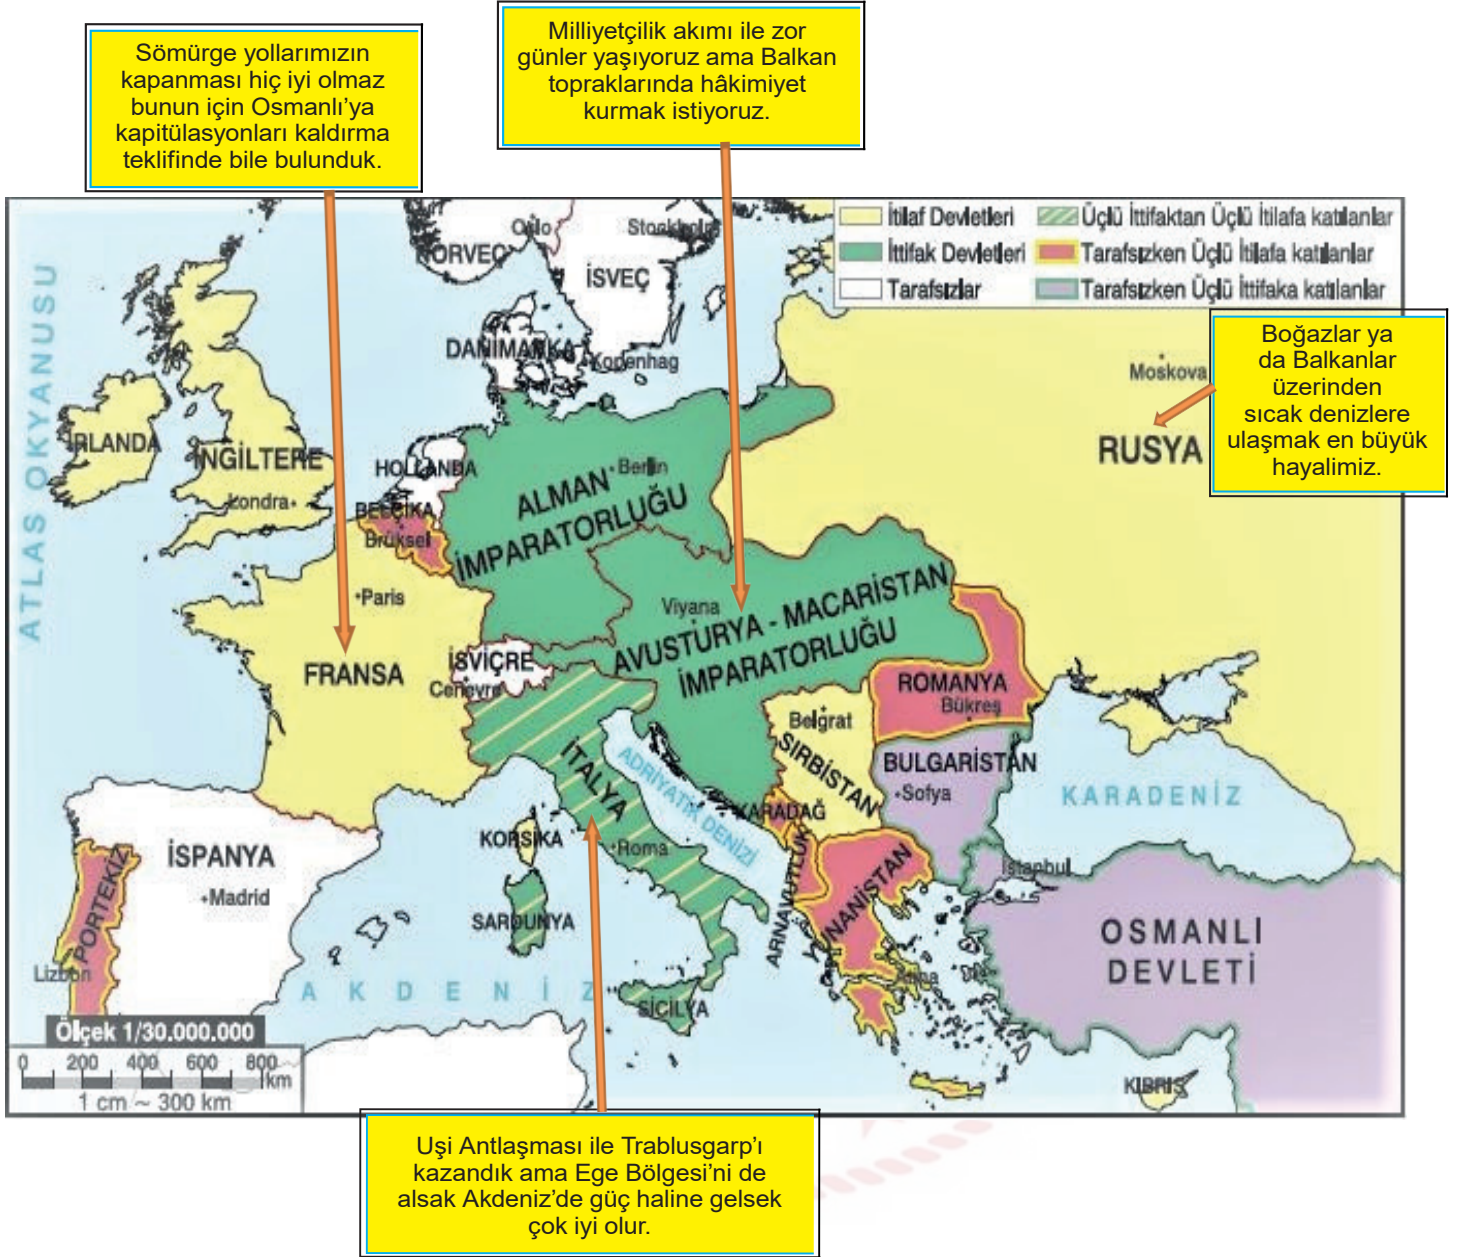 Sömürge yollarımızın
kapanması hiç iyi olmaz
bunun için Osmanlı’ya
kapitülasyonları kaldırma
teklifinde bile bulunduk.
Milliyetçilik akımı ile zor
günler yaşıyoruz ama Balkan
topraklarında hâkimiyet
kurmak istiyoruz.
İtilaf Devletleri
Üçlü İttifaktan Üçlü İtilafa katılanlar
İttifak Devletleri
Tarafsızken Üçlü İtilafa katılanlar
Tarafsızlar
Tarafsızken Üçlü İttifaka katılanlar
Boğazlar ya
da Balkanlar
üzerinden
sıcak denizlere
ulaşmak en büyük
hayalimiz.
ATLAS OKYANUSU
NORVEÇ
Oslo
Stockholm
İSVEÇ
DANİMARKA
Kopenhag
Moskova
RUSYA
İRLANDA
İNGİLTERE
Londra
HOLLANDA
BELÇİKA
Brüksel
Berlin
ALMAN
İMPARATORLUĞU
Paris
FRANSA
İSVİÇRE
Cenevre
Viyana
AVUSTURYA - MACARİSTAN
İMPARATORLUĞU
ROMANYA
Bükreş
Belgrat
SIRBİSTAN
BULGARİSTAN
Sofya
KARADENİZ
İTALYA
ADRİYATİK DENİZİ
KARADAĞ
KORSİKA
Roma
ARNAVUTLUK
YUNANİSTAN
Atina
İstanbul
OSMANLI
DEVLETİ
İSPANYA
Madrid
PORTEKİZ
Lizbon
SARDUNYA
AKDENİZ
SİCİLYA
KIBRIS
Ölçek 1/30.000.000
0 200 400 600 800
km
1 cm ~ 300 km
Uşi Antlaşması ile Trablusgarp’ı
kazandık ama Ege Bölgesi’ni de
alsak Akdeniz’de güç haline gelsek
çok iyi olur.